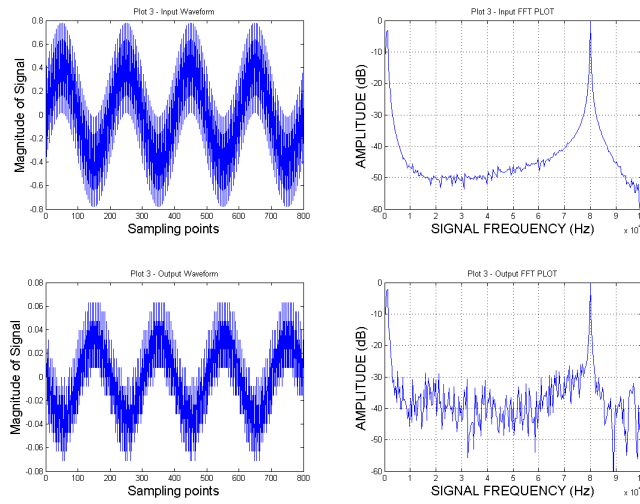 Plot 3 - Input Waveform
0.8
0.6
0.4
0.2
0
-0.2
-0.4
-0.6
-0.8
0 100 200 300 400 500 600 700 800
Magnitude of Signal
Sampling points
Plot 3 - Input FFT PLOT
0
-10
-20
-30
-40
-50
-60
0 1 2 3 4 5 6 7 8 9
AMPLITUDE (dB)
SIGNAL FREQUENCY (Hz)
x 10
Plot 3 - Output Waveform
0.08
0.06
0.04
0.02
0
-0.02
-0.04
-0.06
-0.08
0 100 200 300 400 500 600 700 800
Magnitude of Signal
Sampling points
Plot 3 - Output FFT PLOT
0
-10
-20
-30
-40
-50
-60
0 1 2 3 4 5 6 7 8 9
AMPLITUDE (dB)
SIGNAL FREQUENCY (Hz)
x 10